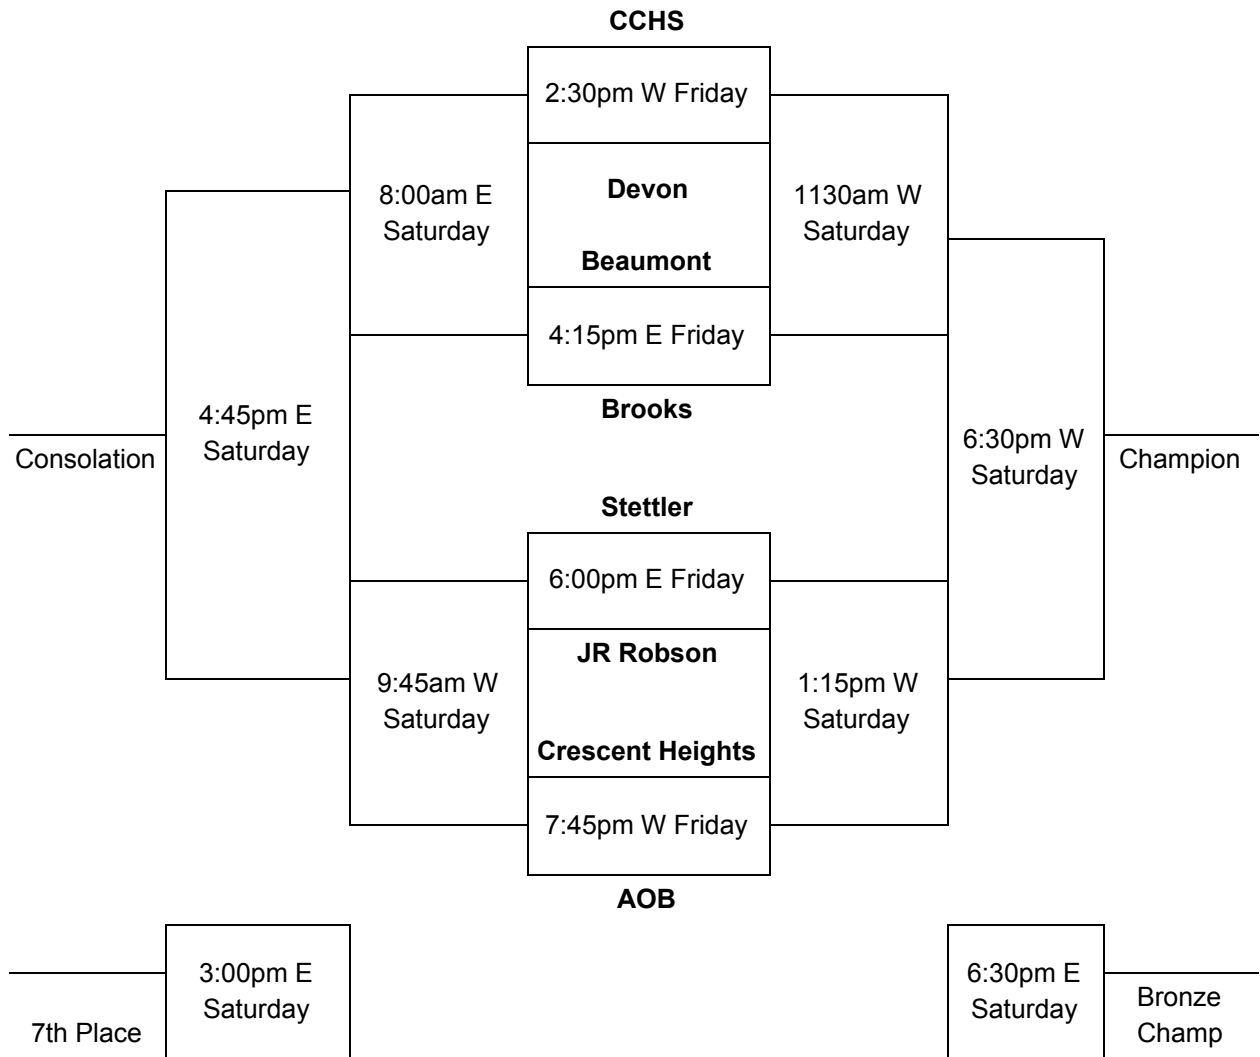 CCHS
2:30pm W Friday
8:00am E
Saturday
Devon
1130am W
Saturday
Beaumont
4:15pm E Friday
Brooks
4:45pm E
Saturday
Consolation
6:30pm W
Saturday
Champion
Stettler
6:00pm E Friday
JR Robson
9:45am W
Saturday
1:15pm W
Saturday
Crescent Heights
7:45pm W Friday
AOB
3:00pm E
Saturday
7th Place
6:30pm E
Saturday
Bronze
Champ